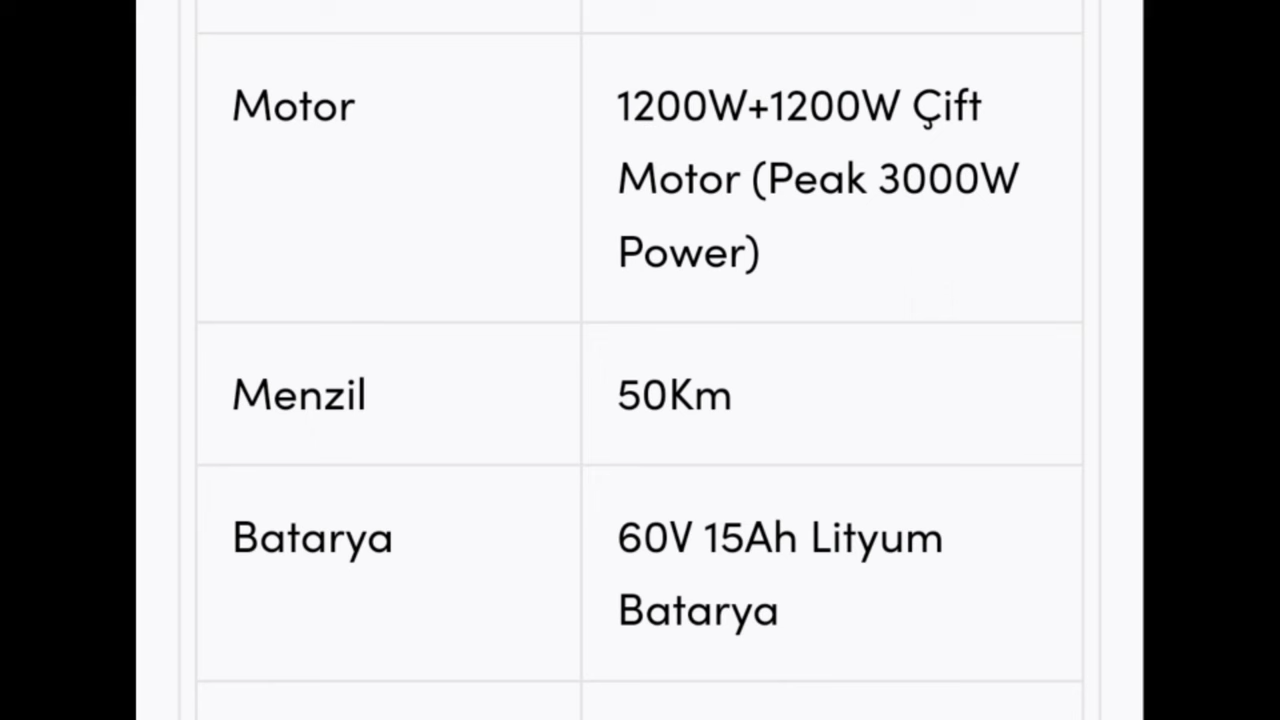 Motor
1200W+1200W Çift
Motor (Peak 3000W
Power)
Menzil
50Km
Batarya
60V 15Ah Lityum
Batarya